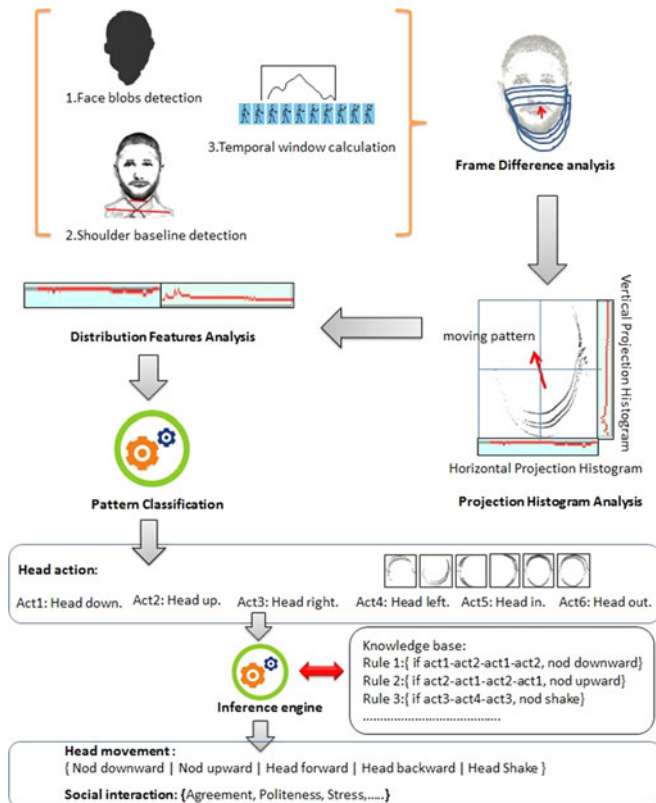 1.Face blobs detection
3.Temporal window calculation
2.Shoulder baseline detection
Frame Difference analysis
moving pattern
Vertical Projection Histogram
Horizontal Projection Histogram
Projection Histogram Analysis
Distribution Features Analysis
Pattern Classification
Head action:
Act1: Head down. Act2: Head up. Act3: Head right. Act4: Head left. Act5: Head in. Act6: Head out.
Inference engine
Knowledge base:
Rule 1:{ if act1-act2-act1-act2, nod downward}
Rule 2:{ if act2-act1-act2-act1, nod upward}
Rule 3:{ if act3-act4-act3, nod shake}
............................................
Head movement :
{ Nod downward | Nod upward | Head forward | Head backward | Head Shake }
Social interaction: {Agreement, Politeness, Stress,.....}